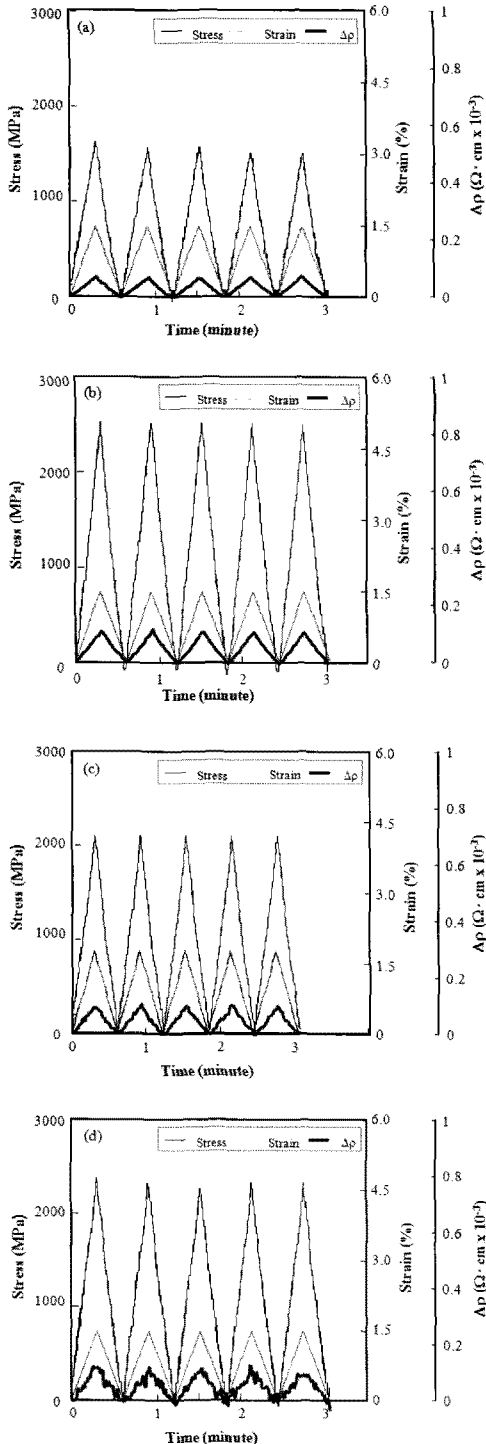 (a)
Stress Strain Δρ
3000
2000
1000
0
Stress (MPa)
6.0
4.5
3.0
1.5
0
Strain (%)
1
0.8
0.6
0.4
0.2
0
Δρ (Ω · cm x 10⁻³)
0 1 2 3
Time (minute)
(b)
Stress Strain Δρ
3000
2000
1000
0
Stress (MPa)
6.0
4.5
3.0
1.5
0
Strain (%)
1
0.8
0.6
0.4
0.2
0
Δρ (Ω · cm x 10⁻³)
0 1 2 3
Time (minute)
(c)
Stress Strain Δρ
3000
2000
1000
0
Stress (MPa)
6.0
4.5
3.0
1.5
0
Strain (%)
1
0.8
0.6
0.4
0.2
0
Δρ (Ω · cm x 10⁻³)
0 1 2 3
Time (minute)
(d)
Stress Strain Δρ
3000
2000
1000
0
Stress (MPa)
6.0
4.5
3.0
1.5
0
Strain (%)
1
0.8
0.6
0.4
0.2
0
Δρ (Ω · cm x 10⁻³)
0 1 2 3
Time (minute)